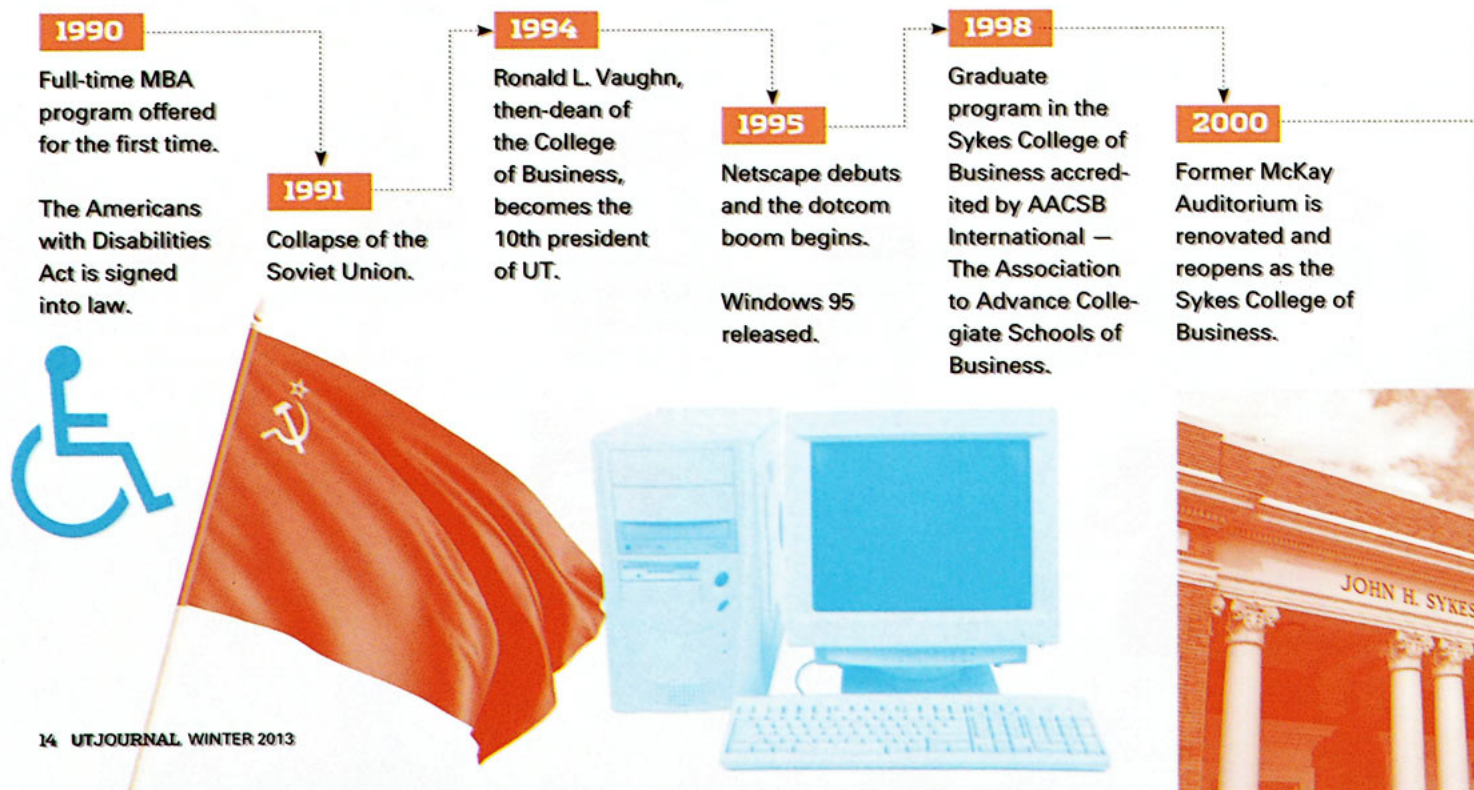 1990
Full-time MBA
program offered
for the first time.
The Americans
with Disabilities
Act is signed
into law.
1991
Collapse of the
Soviet Union.
1994
Ronald L. Vaughn,
then-dean of
the College
of Business,
becomes the
10th president
of UT.
1995
Netscape debuts
and the dotcom
boom begins.
Windows 95
released.
1998
Graduate
program in the
Sykes College of
Business accred-
ited by AACSB
International —
The Association
to Advance Colle-
giate Schools of
Business.
2000
Former McKay
Auditorium is
renovated and
reopens as the
Sykes College of
Business.
JOHN H. SYKES
14 UTJOURNAL WINTER 2013